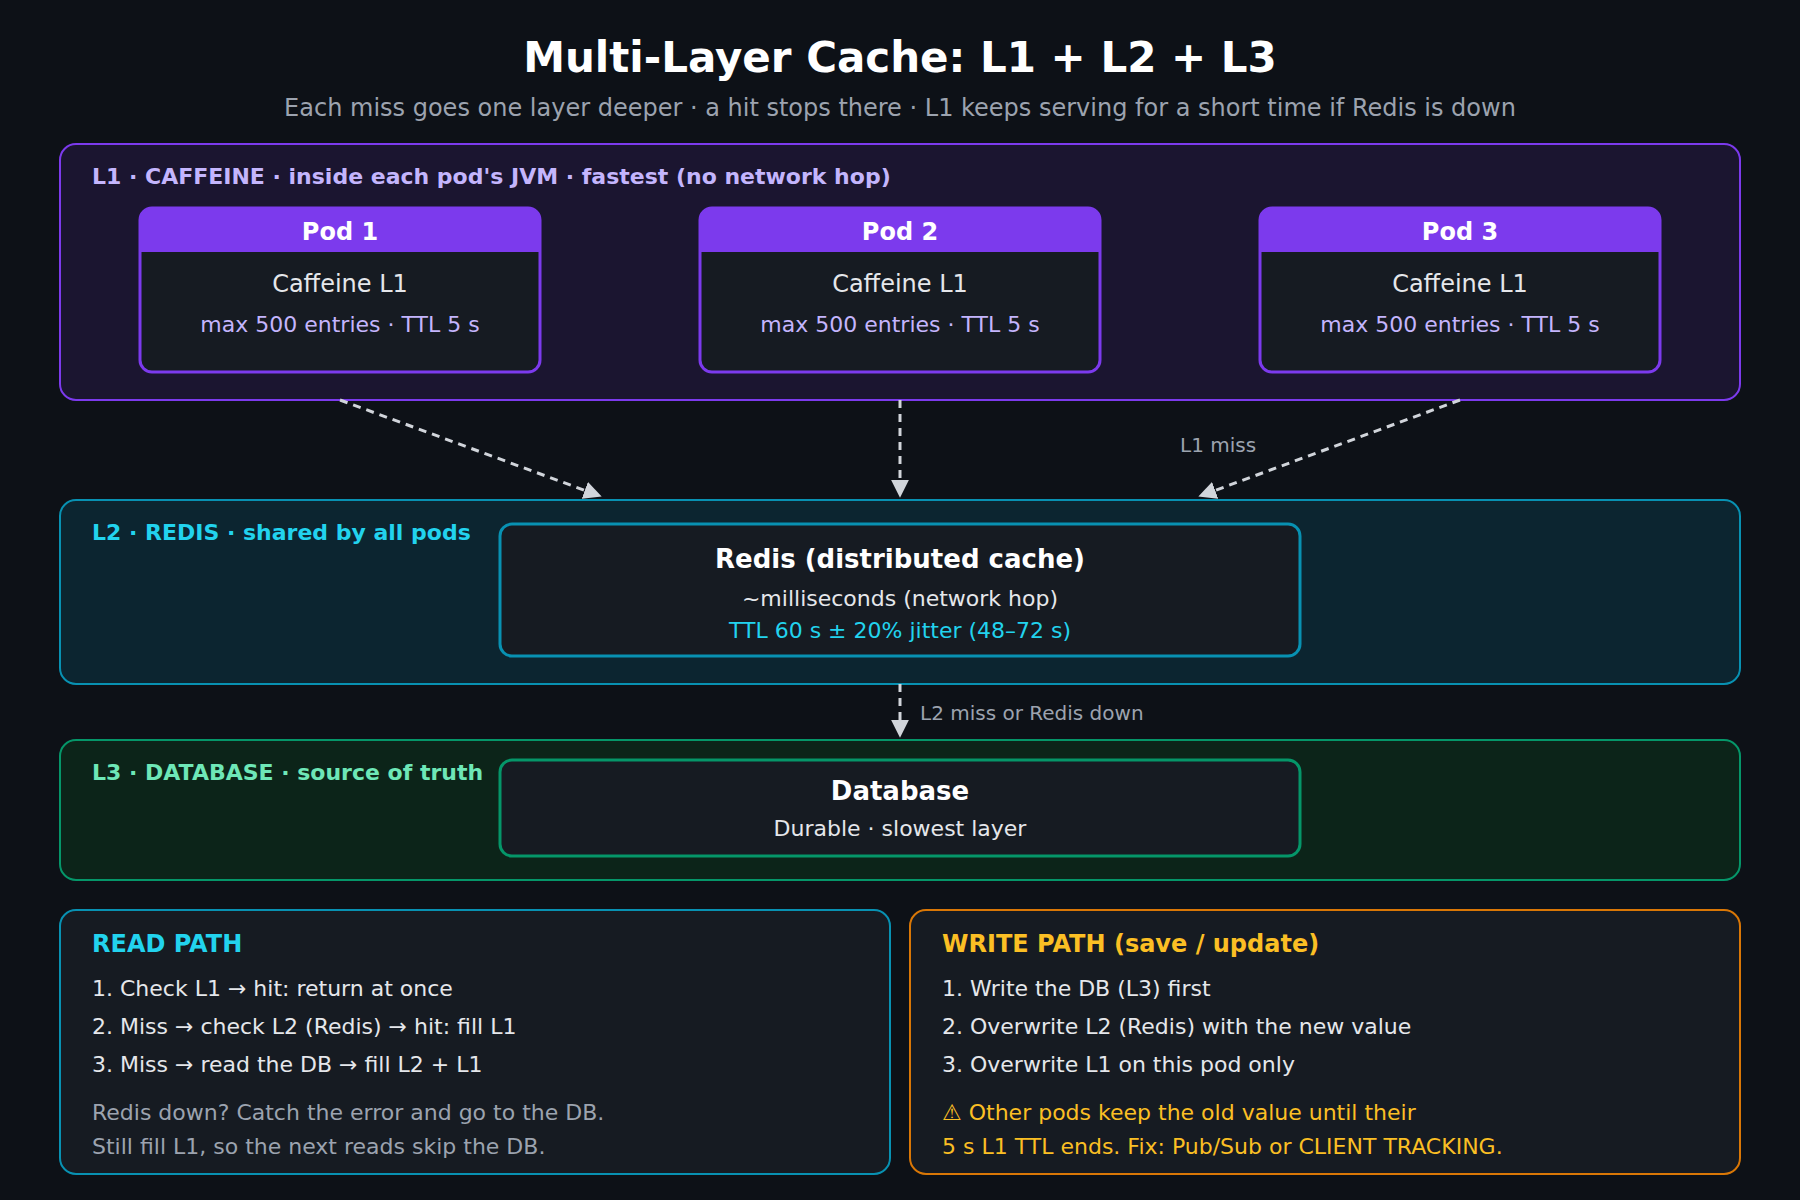 Multi-Layer Cache: L1 + L2 + L3
Each miss goes one layer deeper · a hit stops there · L1 keeps serving for a short time if Redis is down
L1 · CAFFEINE · inside each pod's JVM · fastest (no network hop)
Pod 1
Caffeine L1
max 500 entries · TTL 5 s
Pod 2
Caffeine L1
max 500 entries · TTL 5 s
Pod 3
Caffeine L1
max 500 entries · TTL 5 s
L1 miss
L2 · REDIS · shared by all pods
Redis (distributed cache)
~milliseconds (network hop)
TTL 60 s ± 20% jitter (48–72 s)
L2 miss or Redis down
L3 · DATABASE · source of truth
Database
Durable · slowest layer
READ PATH
1. Check L1 → hit: return at once
2. Miss → check L2 (Redis) → hit: fill L1
3. Miss → read the DB → fill L2 + L1
Redis down? Catch the error and go to the DB.
Still fill L1, so the next reads skip the DB.
WRITE PATH (save / update)
1. Write the DB (L3) first
2. Overwrite L2 (Redis) with the new value
3. Overwrite L1 on this pod only
⚠ Other pods keep the old value until their
5 s L1 TTL ends. Fix: Pub/Sub or CLIENT TRACKING.